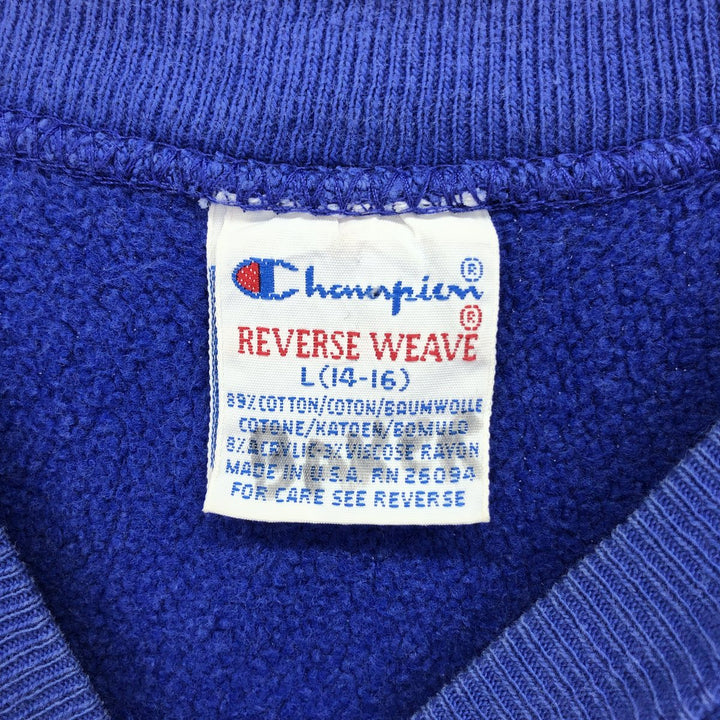 Champion®
REVERSE WEAVE®
L(14-16)
89% COTTON/COTON/BAUMWOLLE
COTONE/KATOEN/BOMULD
8% ACRYLIC-3% VISCOSE RAYON
MADE IN U.S.A. RN 26094
FOR CARE SEE REVERSE